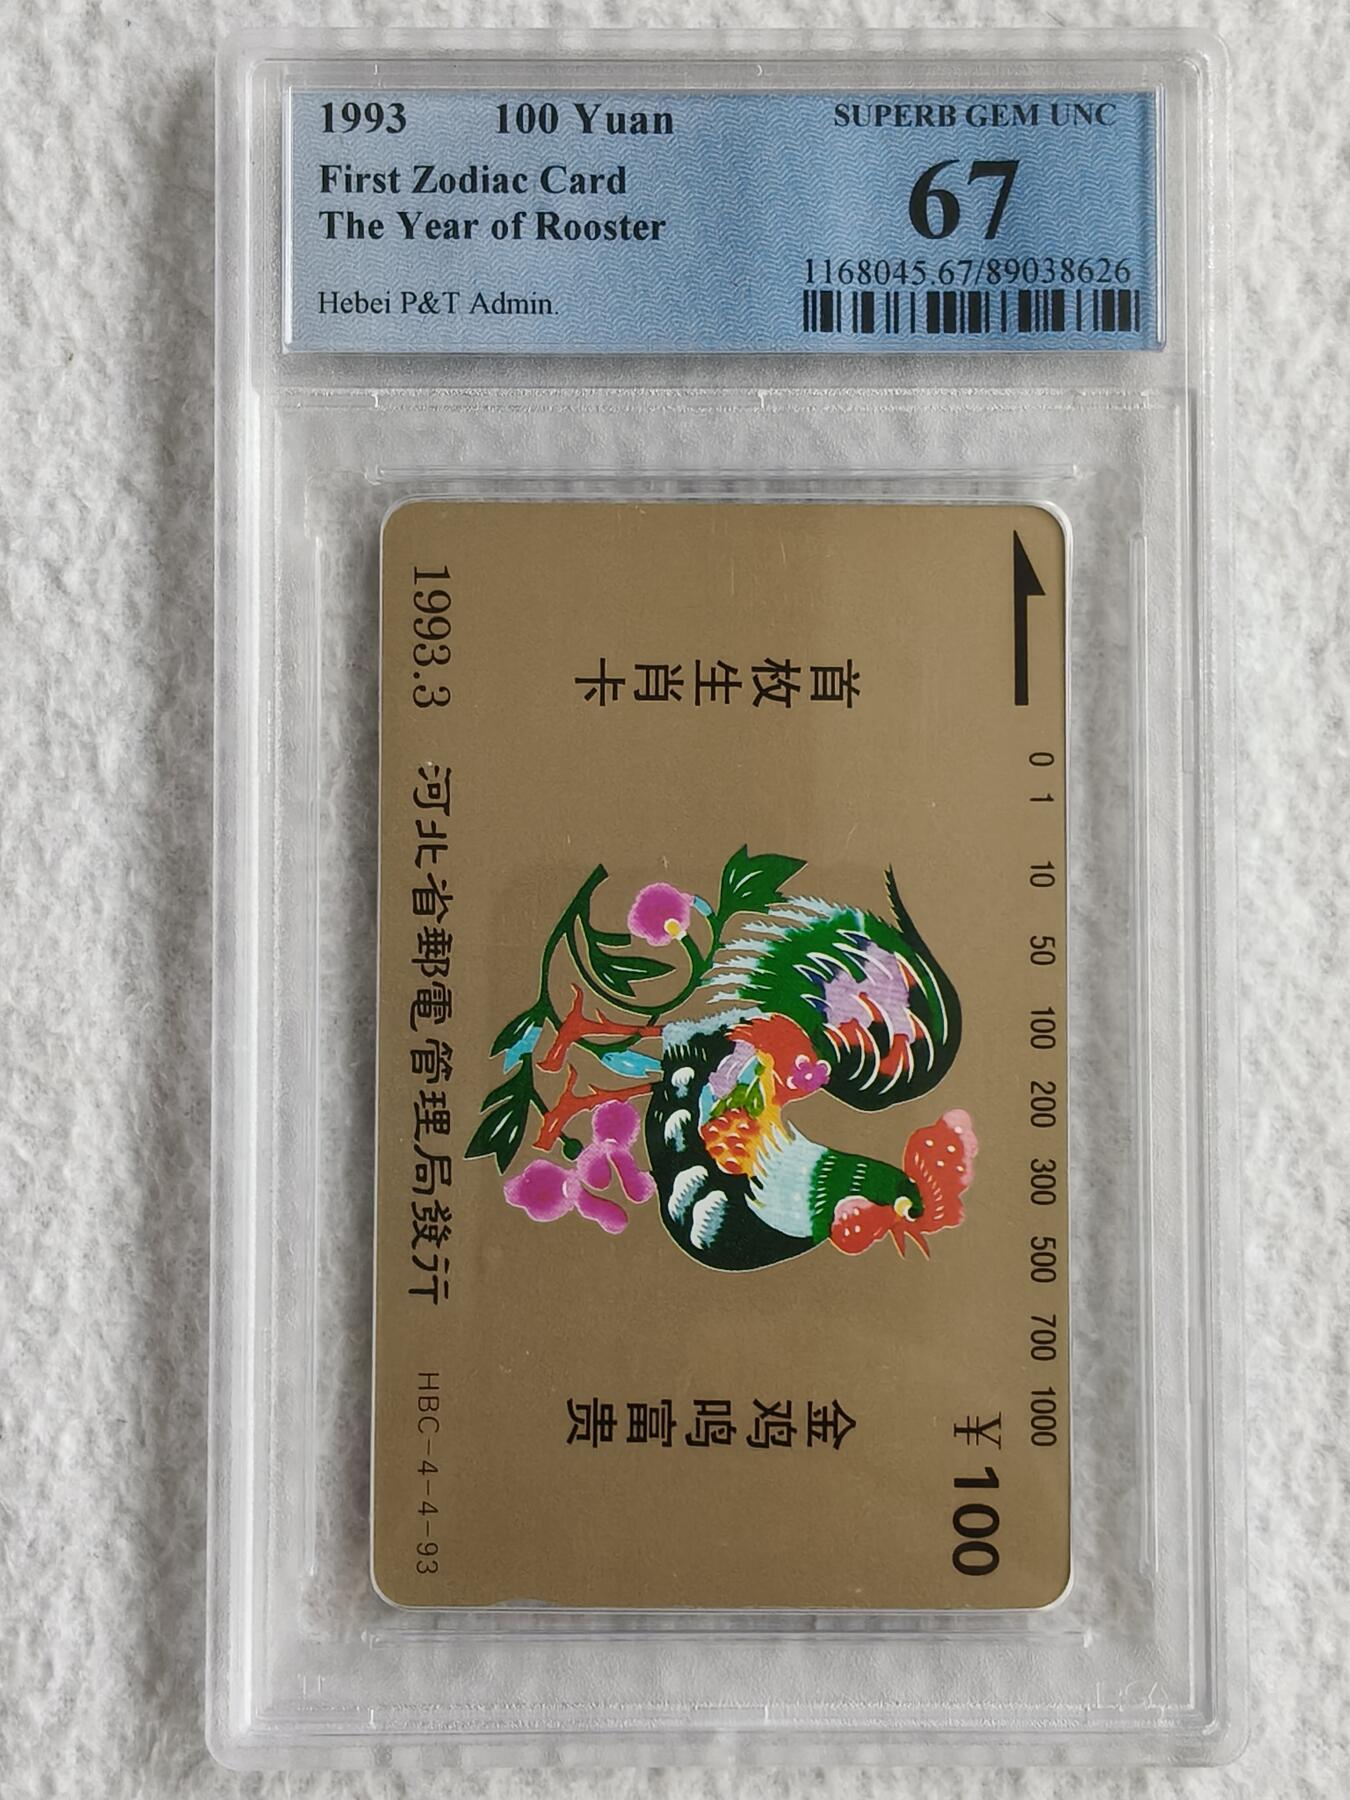 1993 100 Yuan
SUPERB GEM UNC
First Zodiac Card
67
The Year of Rooster
1168045.67/89038626
Hebei P&T Admin.
0 1 10 50 100 200 300 500 700 1000
¥100
首枚生肖卡
金鸡鸣富贵
1993.3 河北省郵電管理局發行 HBC-4-4-93